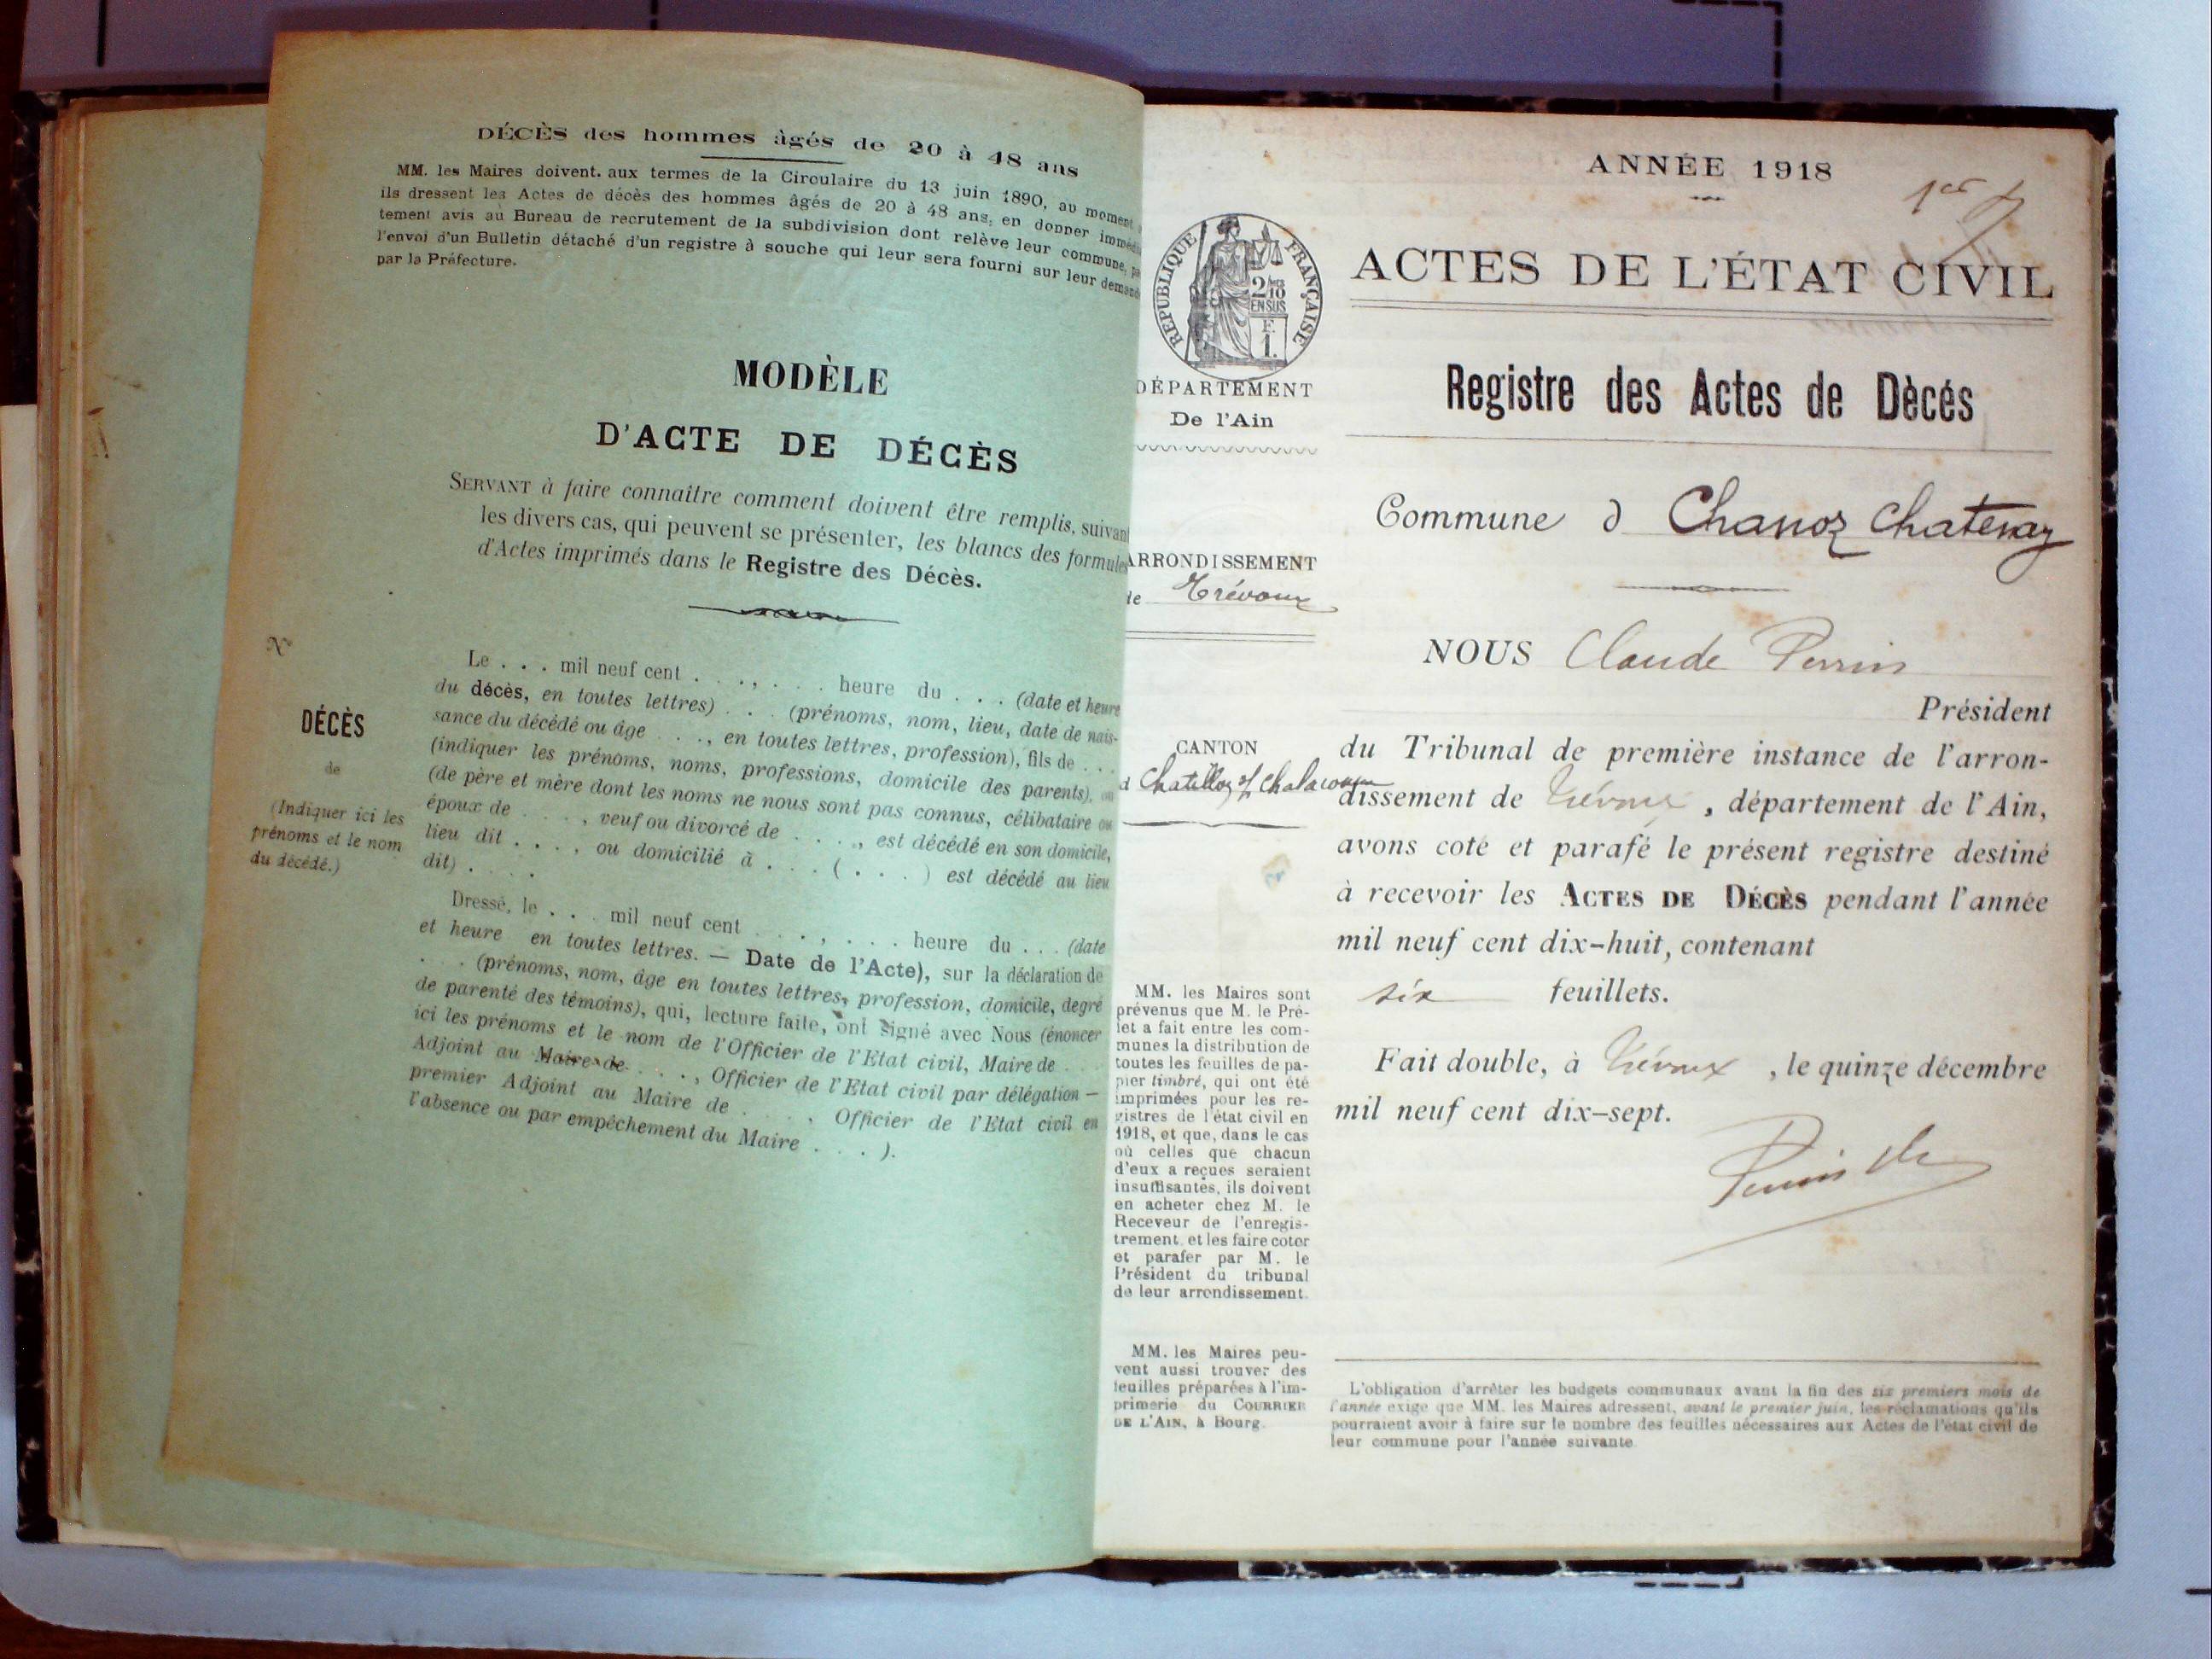 DÉCÈS des hommes âgés de 20 à 48 ans
MM. les Maires doivent. aux termes de la Circulaire du 13 juin 1890, au moment
ils dressent les Actes de décès des hommes âgés de 20 à 48 ans, en donner immédi
tement avis au Bureau de recrutement de la subdivision dont relève leur commune, pa
l'envoi d'un Bulletin détaché d'un registre à souche qui leur sera fourni sur leur demand
par la Préfecture.
MODÈLE
D'ACTE DE DÉCÈS
SERVANT à faire connaître comment doivent être remplis, suivant
les divers cas, qui peuvent se présenter, les blancs des formules
d'Actes imprimés dans le Registre des Décès.
N°
DÉCÈS
de
(Indiquer ici les
prénoms et le nom
du décédé.)
Le . . . mil neuf cent . . . , . . . heure du . . . (date et heure
du décès, en toutes lettres) . . . (prénoms, nom, lieu, date de nais-
sance du décédé ou âge . . ., en toutes lettres, profession), fils de . . .
(indiquer les prénoms, noms, professions, domicile des parents), ou
(de père et mère dont les noms ne nous sont pas connus, célibataire ou
époux de . . . , veuf ou divorcé de . . ., est décédé en son domicile,
lieu dit . . . , ou domicilié à . . . ( . . . ) est décédé au lieu
dit) . . . .
Dressé, le . . . mil neuf cent . . . , . . . heure du . . . (date
et heure en toutes lettres. — Date de l'Acte), sur la déclaration de
. . . (prénoms, nom, âge en toutes lettres, profession, domicile, degré
de parenté des témoins), qui, lecture faite, ont signé avec Nous (énoncer
ici les prénoms et le nom de l'Officier de l'Etat civil, Maire de . . .
Adjoint au Maire de . . . , Officier de l'Etat civil par délégation —
premier Adjoint au Maire de . . . , Officier de l'Etat civil en
l'absence ou par empêchement du Maire . . . ).
ANNÉE 1918
1er
RÉPUBLIQUE FRANÇAISE
2/10
EN SUS
F.
1.
ACTES DE L'ÉTAT CIVIL
DÉPARTEMENT
De l'Ain
Registre des Actes de Dècés
Commune d Chanoz Chatenay
ARRONDISSEMENT
de Trévoux
NOUS Claude Perrin
Président
CANTON
d Chatillon s/ Chalaronne
du Tribunal de première instance de l'arron-
dissement de Trévoux , département de l'Ain,
avons coté et parafé le présent registre destiné
à recevoir les ACTES DE DÉCÈS pendant l'année
mil neuf cent dix-huit, contenant
six feuillets.
Fait double, à Trévoux , le quinze décembre
mil neuf cent dix-sept.
Perrin
MM. les Maires sont
prévenus que M. le Pré-
fet a fait entre les com-
munes la distribution de
toutes les feuilles de pa-
pier timbré, qui ont été
imprimées pour les re-
gistres de l'état civil en
1918, et que, dans le cas
où celles que chacun
d'eux a reçues seraient
insuffisantes, ils doivent
en acheter chez M. le
Receveur de l'enregis-
trement, et les faire coter
et parafer par M. le
Président du tribunal
de leur arrondissement.
MM. les Maires peu-
vent aussi trouver des
feuilles préparées à l'im-
primerie du COURRIER
DE L'AIN, à Bourg.
L'obligation d'arrêter les budgets communaux avant la fin des six premiers mois de
l'année exige que MM. les Maires adressent, avant le premier juin, les réclamations qu'ils
pourraient avoir à faire sur le nombre des feuilles nécessaires aux Actes de l'état civil de
leur commune pour l'année suivante